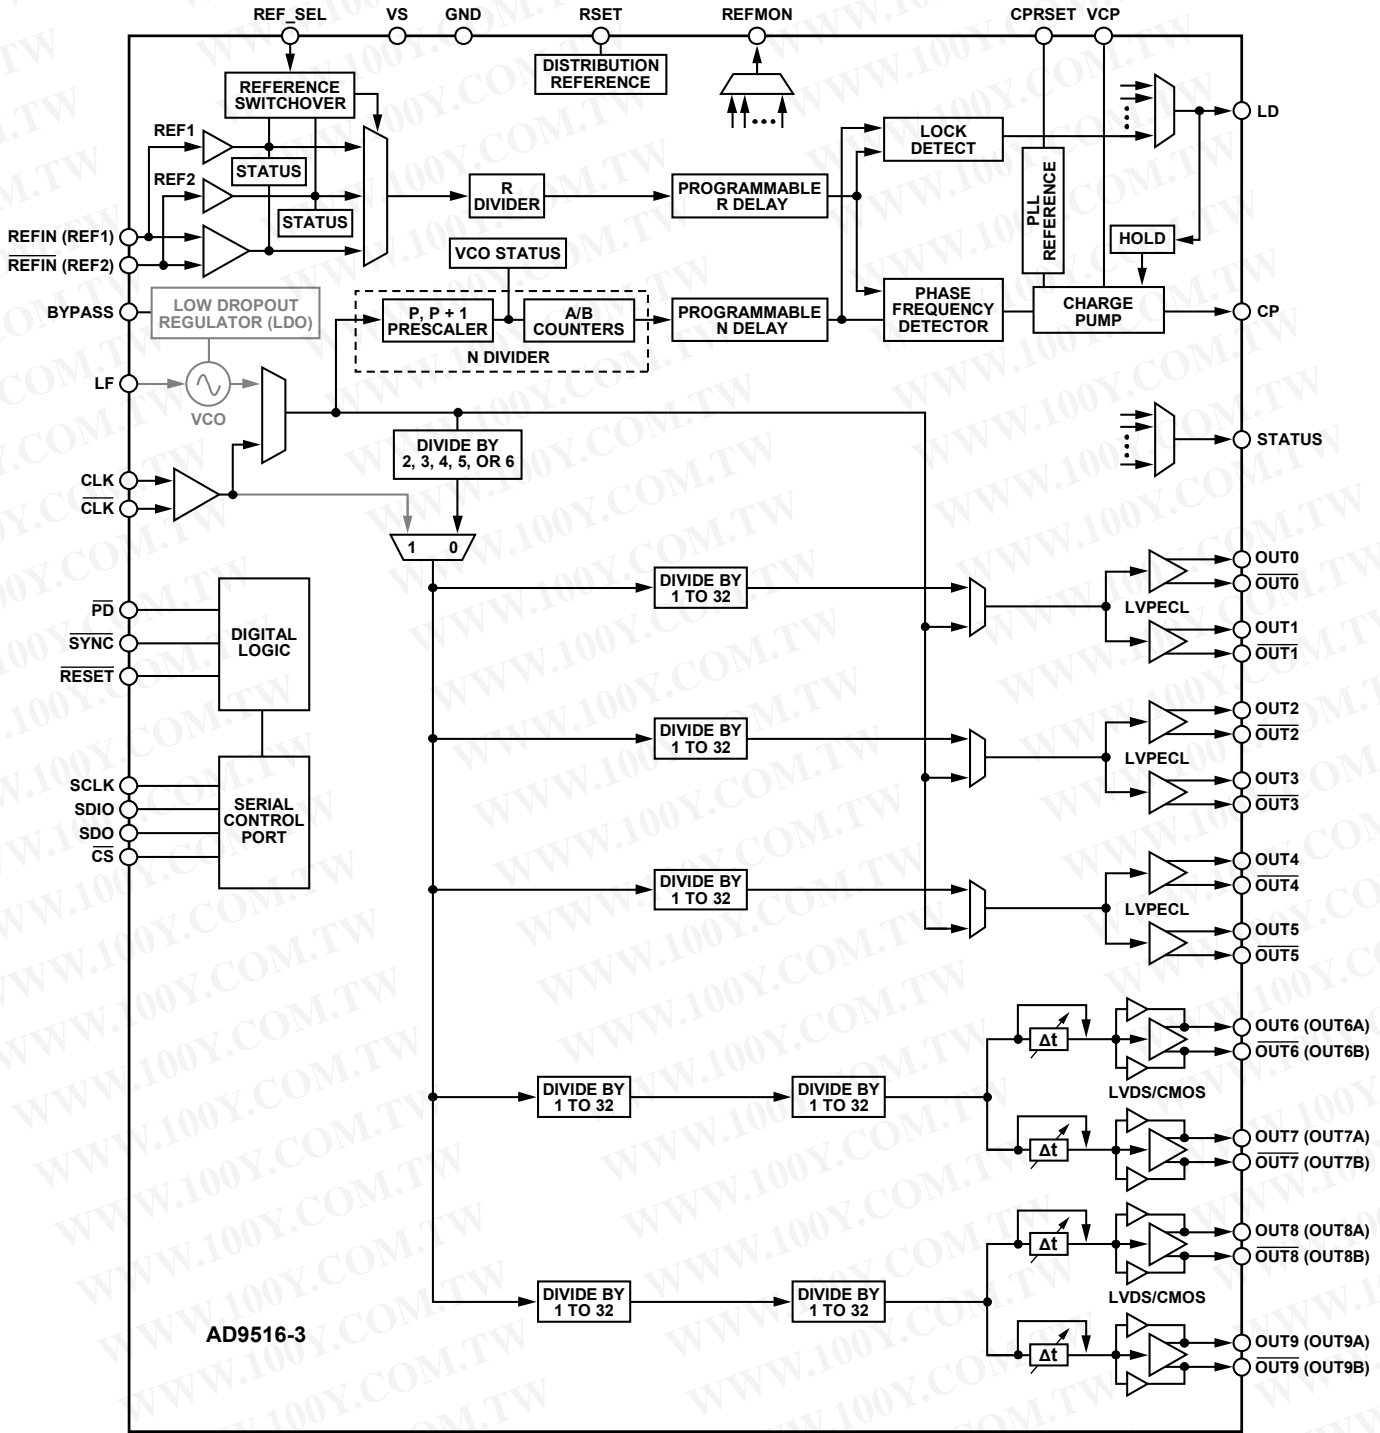 REF_SEL VS GND RSET REFMON CPRSET VCP
DISTRIBUTION
REFERENCE
REFERENCE
SWITCHOVER
LD
REF1
LOCK
DETECT
STATUS
REF2
R
DIVIDER
PROGRAMMABLE
R DELAY
PLL
REFERENCE
STATUS
REFIN (REF1)
HOLD
REFIN (REF2)
VCO STATUS
BYPASS
LOW DROPOUT
REGULATOR (LDO)
P, P + 1
PRESCALER
A/B
COUNTERS
PROGRAMMABLE
N DELAY
PHASE
FREQUENCY
DETECTOR
CHARGE
PUMP
CP
N DIVIDER
LF
VCO
STATUS
DIVIDE BY
2, 3, 4, 5, OR 6
CLK
CLK
1 0
OUT0
DIVIDE BY
1 TO 32
OUT0
PD
LVPECL
DIGITAL
LOGIC
OUT1
SYNC
OUT1
RESET
OUT2
DIVIDE BY
1 TO 32
OUT2
LVPECL
OUT3
SCLK
OUT3
SDIO
SERIAL
CONTROL
PORT
SDO
CS
OUT4
DIVIDE BY
1 TO 32
OUT4
LVPECL
OUT5
OUT5
OUT6 (OUT6A)
Δt
OUT6 (OUT6B)
DIVIDE BY
1 TO 32
DIVIDE BY
1 TO 32
LVDS/CMOS
OUT7 (OUT7A)
Δt
OUT7 (OUT7B)
OUT8 (OUT8A)
Δt
OUT8 (OUT8B)
DIVIDE BY
1 TO 32
DIVIDE BY
1 TO 32
LVDS/CMOS
AD9516-3
OUT9 (OUT9A)
Δt
OUT9 (OUT9B)
WWW.100Y.COM.TW